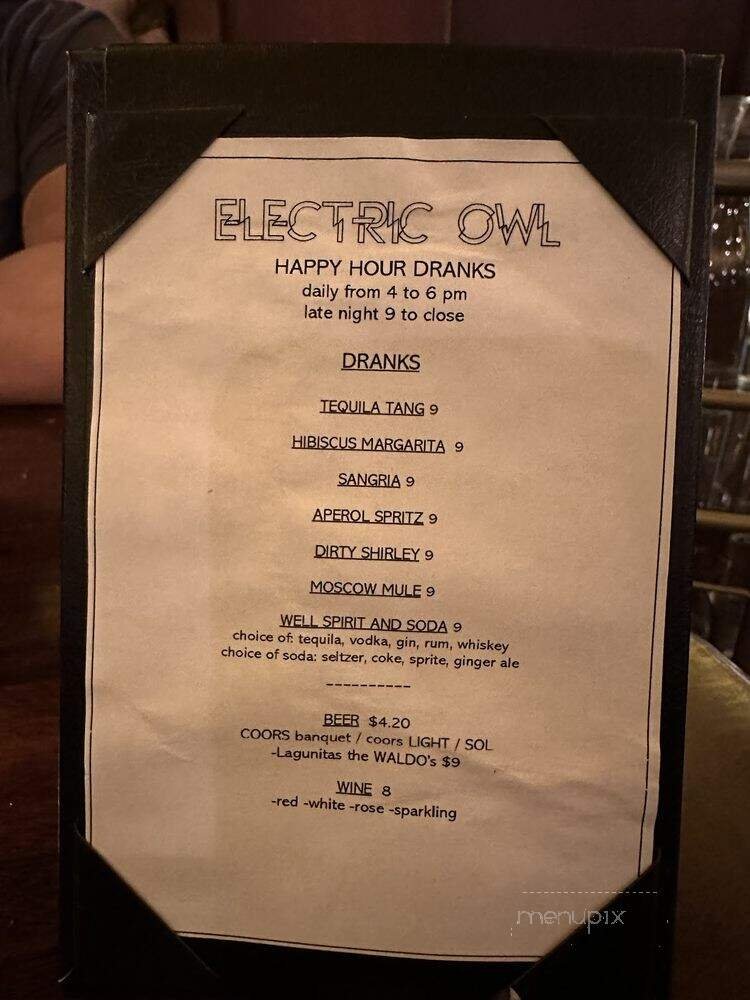 ELECTRIC OWL
HAPPY HOUR DRANKS
daily from 4 to 6 pm
late night 9 to close
DRANKS
TEQUILA TANG 9
HIBISCUS MARGARITA 9
SANGRIA 9
APEROL SPRITZ 9
DIRTY SHIRLEY 9
MOSCOW MULE 9
WELL SPIRIT AND SODA 9
choice of: tequila, vodka, gin, rum, whiskey
choice of soda: seltzer, coke, sprite, ginger ale
----------
BEER $4.20
COORS banquet / coors LIGHT / SOL
-Lagunitas the WALDO's $9
WINE 8
-red -white -rose -sparkling
menupix